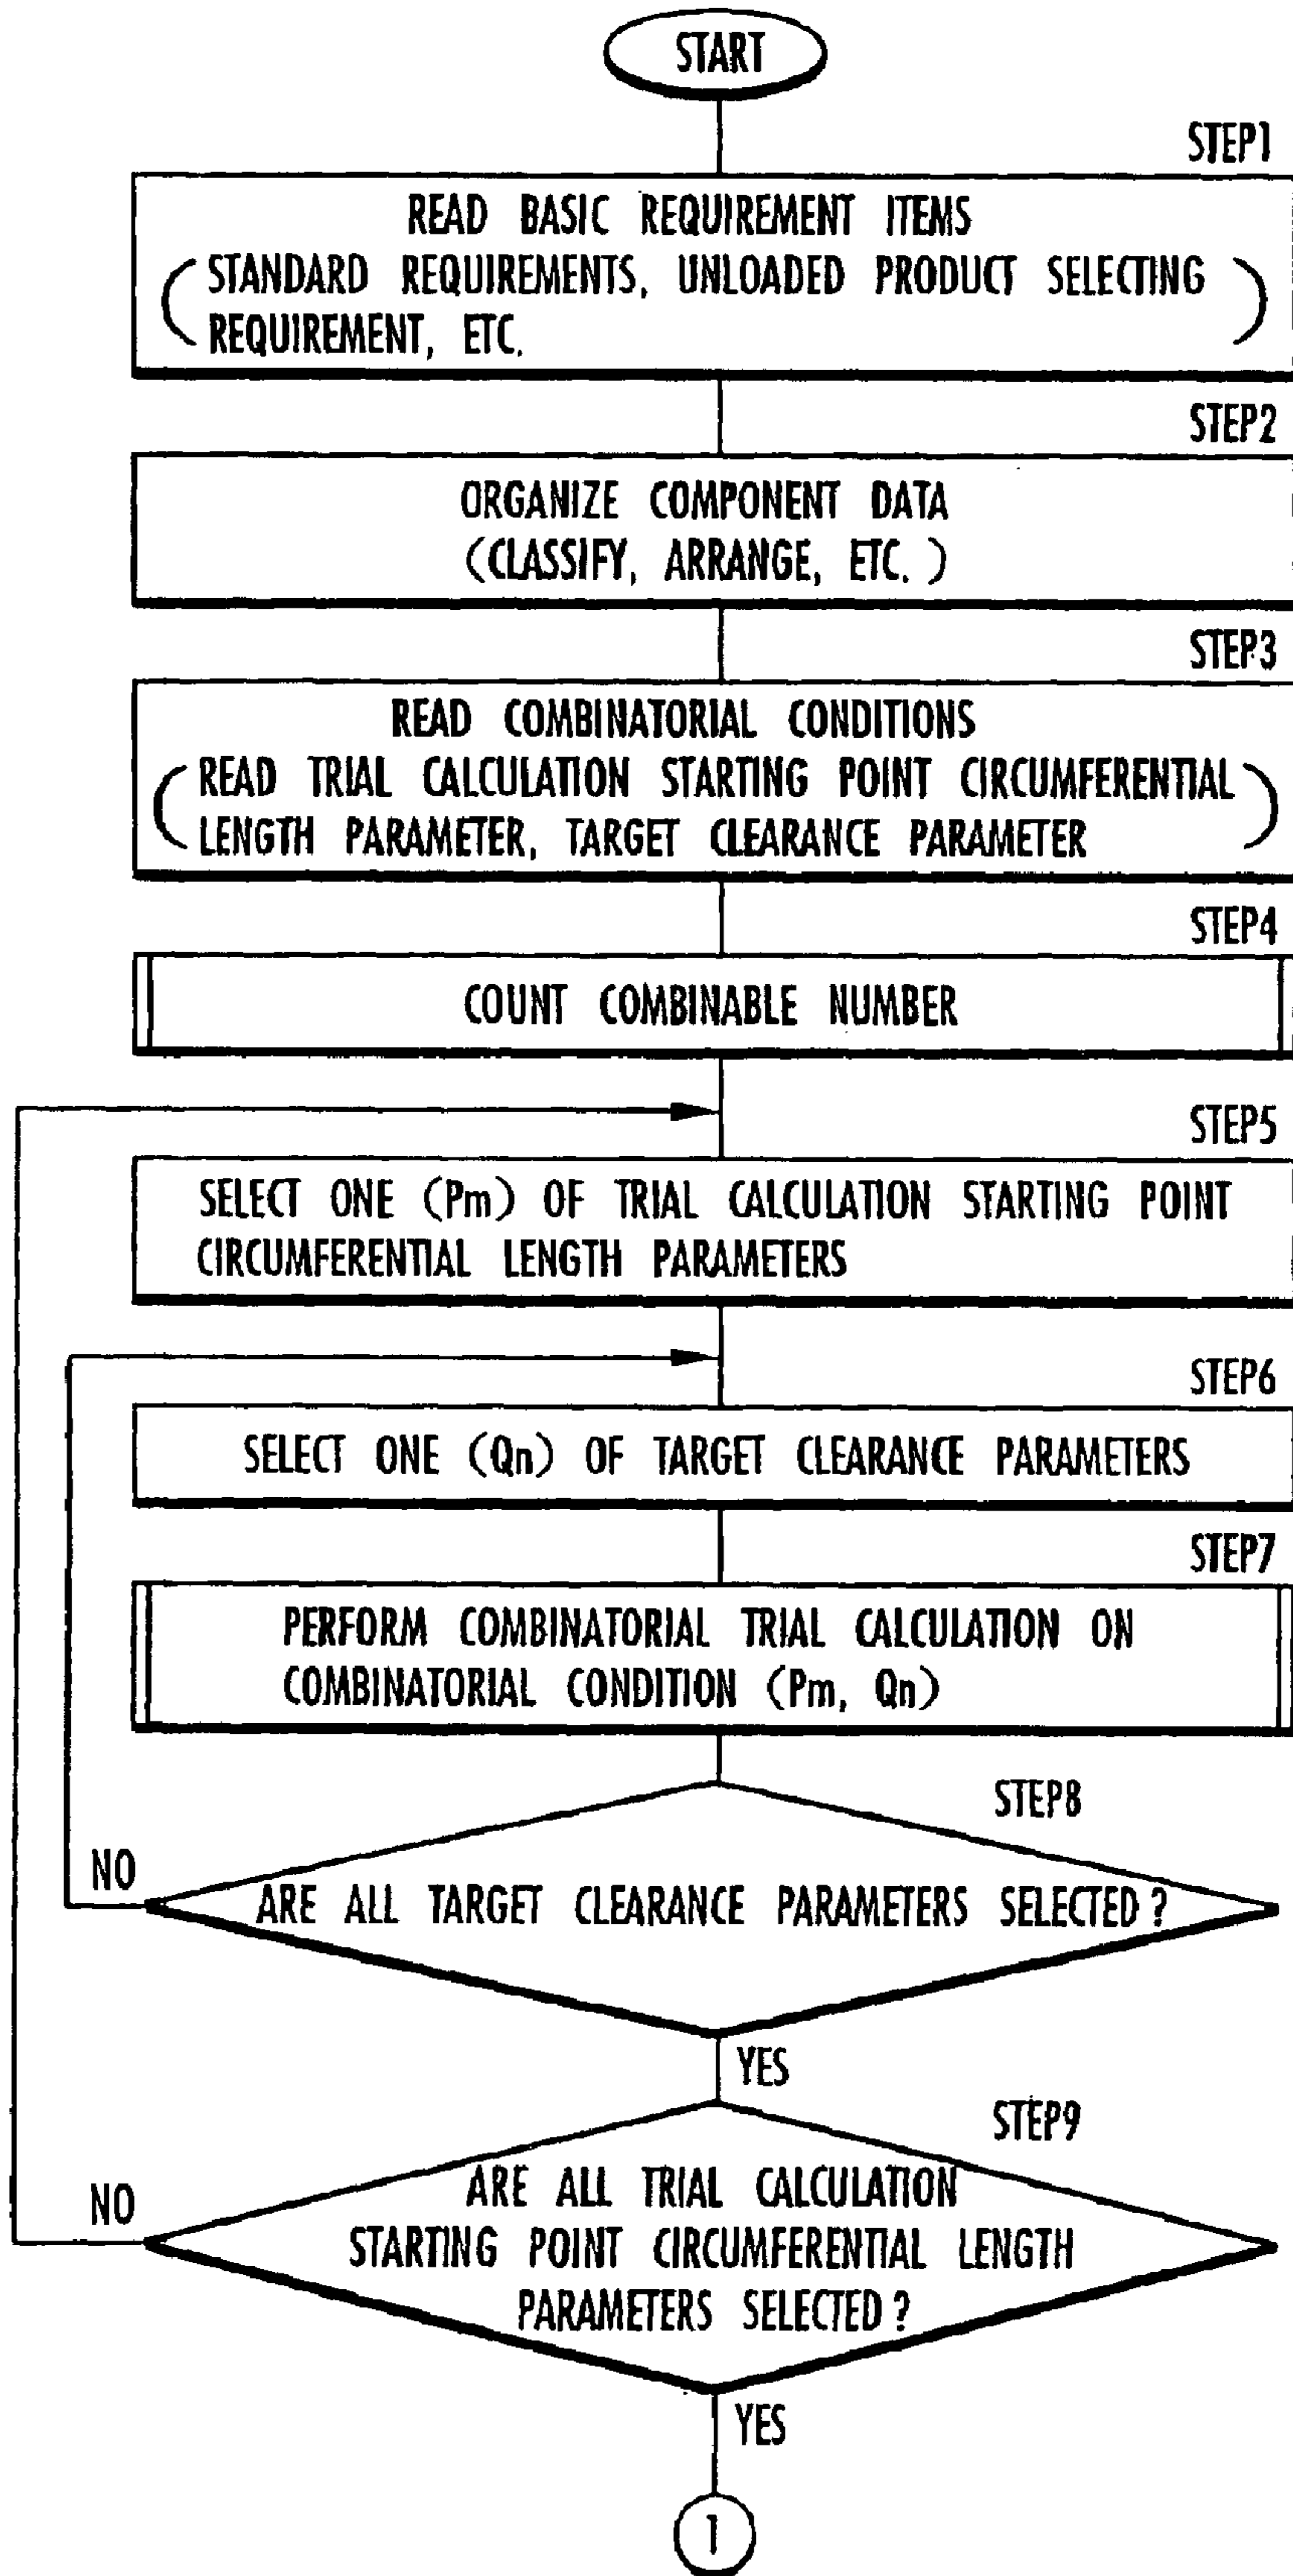 START
STEP1
READ BASIC REQUIREMENT ITEMS
(STANDARD REQUIREMENTS, UNLOADED PRODUCT SELECTING
REQUIREMENT, ETC.)
STEP2
ORGANIZE COMPONENT DATA
(CLASSIFY, ARRANGE, ETC.)
STEP3
READ COMBINATORIAL CONDITIONS
(READ TRIAL CALCULATION STARTING POINT CIRCUMFERENTIAL
LENGTH PARAMETER, TARGET CLEARANCE PARAMETER)
STEP4
COUNT COMBINABLE NUMBER
STEP5
SELECT ONE (Pm) OF TRIAL CALCULATION STARTING POINT
CIRCUMFERENTIAL LENGTH PARAMETERS
STEP6
SELECT ONE (Qn) OF TARGET CLEARANCE PARAMETERS
STEP7
PERFORM COMBINATORIAL TRIAL CALCULATION ON
COMBINATORIAL CONDITION (Pm, Qn)
STEP8
NO
ARE ALL TARGET CLEARANCE PARAMETERS SELECTED?
YES
STEP9
NO
ARE ALL TRIAL CALCULATION
STARTING POINT CIRCUMFERENTIAL LENGTH
PARAMETERS SELECTED?
YES
1